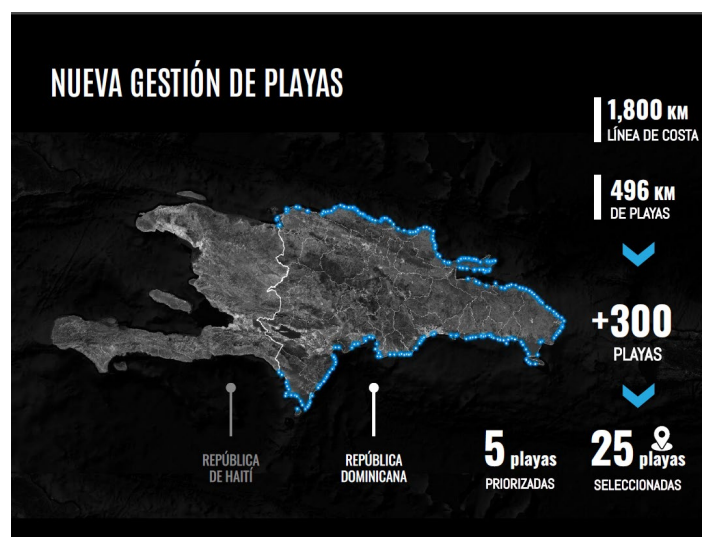 NUEVA GESTIÓN DE PLAYAS
1,800 KM
LÍNEA DE COSTA
496 KM
DE PLAYAS
+300
PLAYAS
REPÚBLICA
DE HAITÍ
REPÚBLICA
DOMINICANA
5 playas
PRIORIZADAS
25 playas
SELECCIONADAS